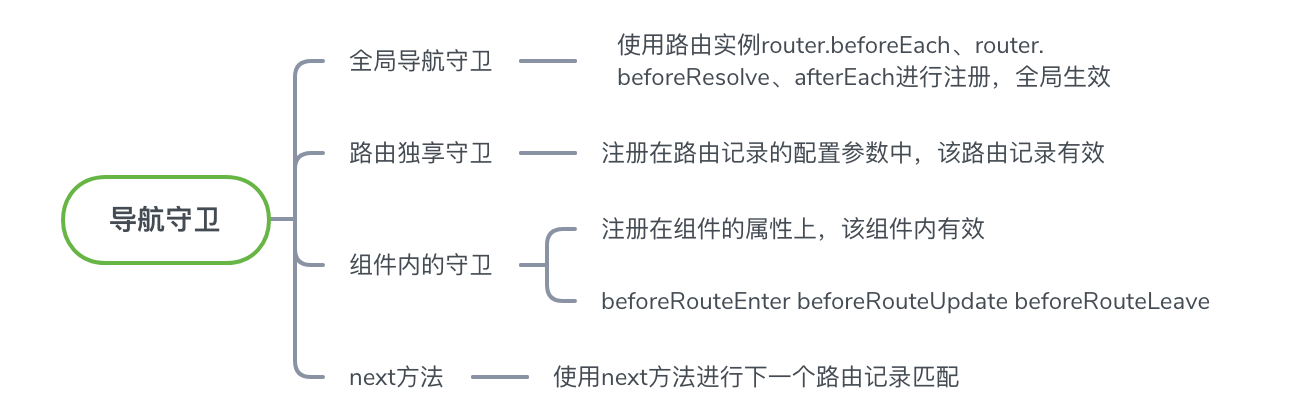 导航守卫
全局导航守卫
使用路由实例router.beforeEach、router.
beforeResolve、afterEach进行注册，全局生效
路由独享守卫
注册在路由记录的配置参数中，该路由记录有效
组件内的守卫
注册在组件的属性上，该组件内有效
beforeRouteEnter beforeRouteUpdate beforeRouteLeave
next方法
使用next方法进行下一个路由记录匹配